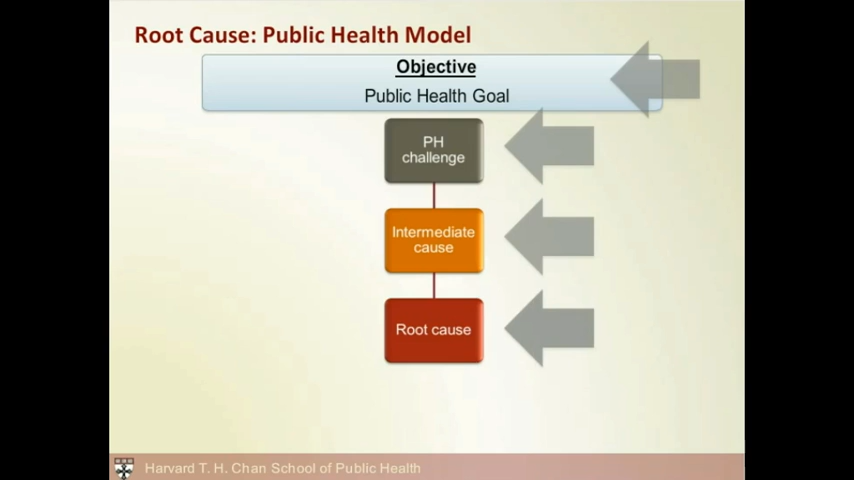 Root Cause: Public Health Model
Objective
Public Health Goal
PH
challenge
Intermediate
cause
Root cause
Harvard T. H. Chan School of Public Health